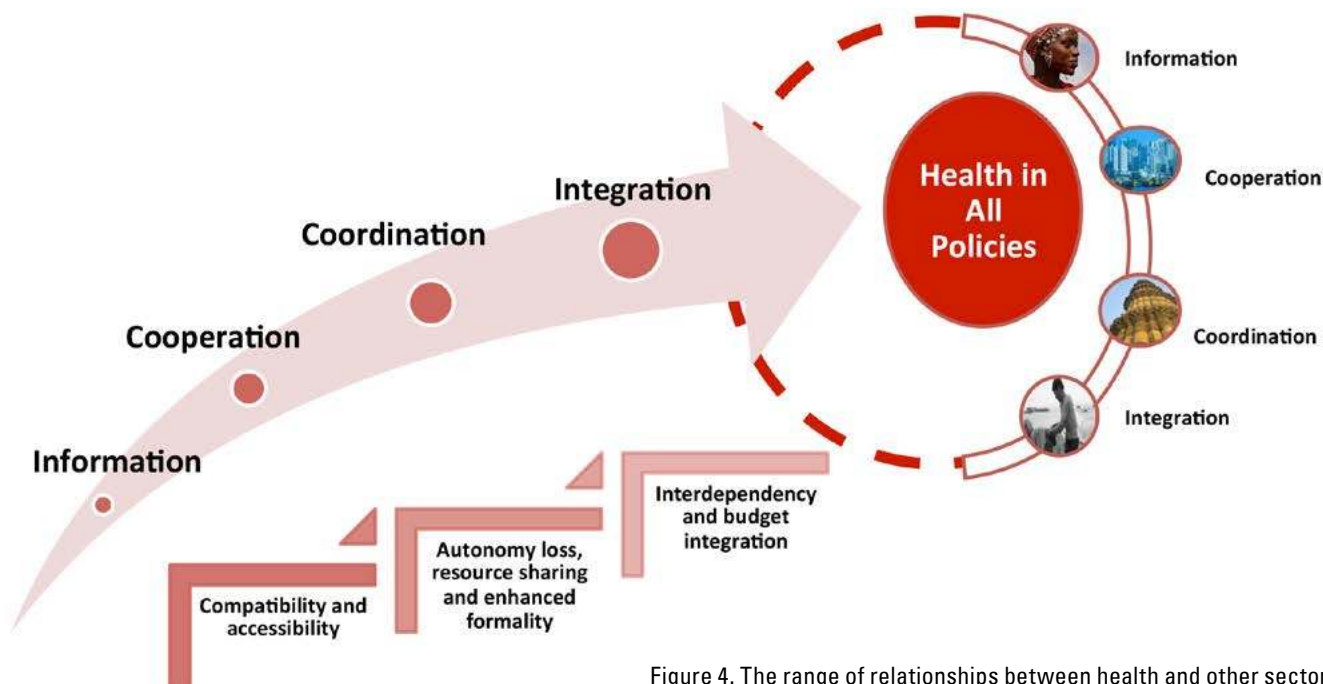 Information
Cooperation
Coordination
Integration
Health in
All
Policies
Information
Cooperation
Coordination
Integration
Compatibility and
accessibility
Autonomy loss,
resource sharing
and enhanced
formality
Interdependency
and budget
integration
Figure 4. The range of relationships between health and other sector